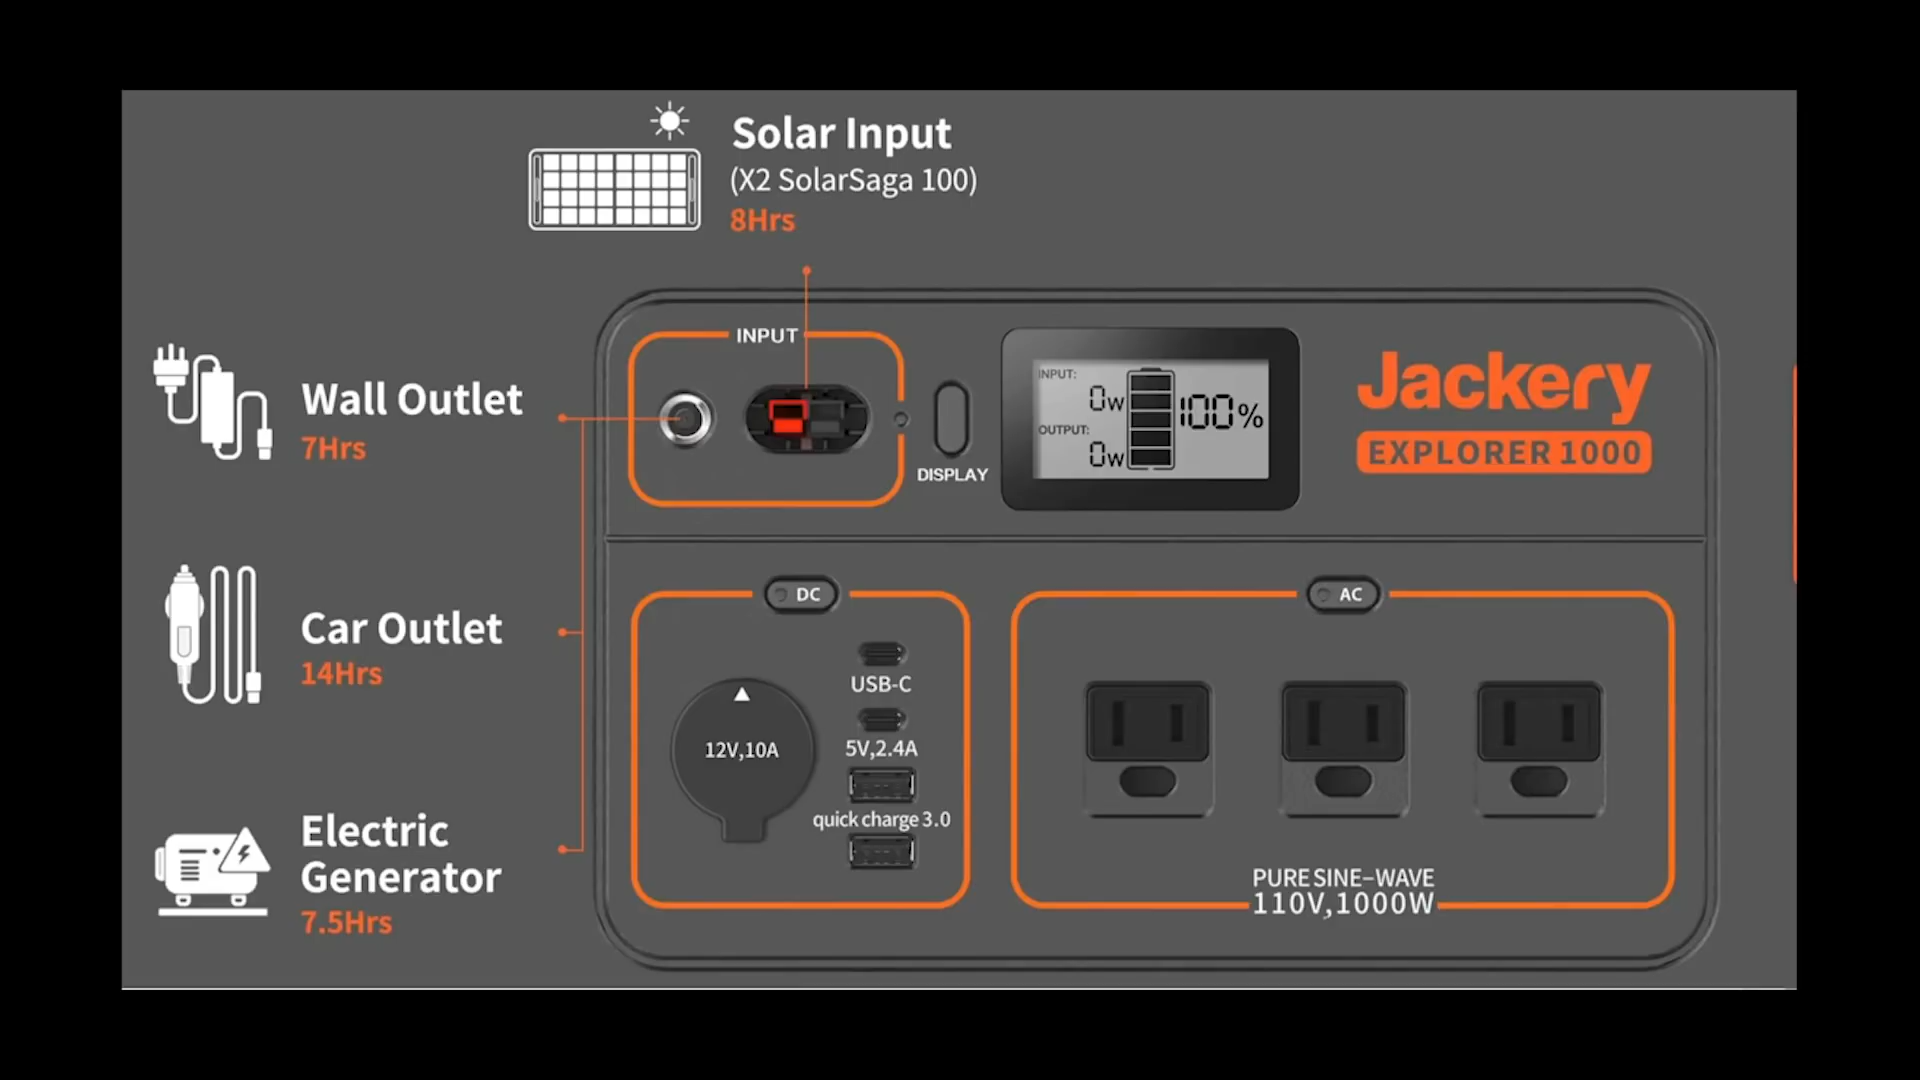 Solar Input
(X2 SolarSaga 100)
8Hrs
Wall Outlet
7Hrs
Car Outlet
14Hrs
Electric
Generator
7.5Hrs
INPUT
DISPLAY
INPUT:
0w
100%
OUTPUT:
0w
Jackery
EXPLORER 1000
DC
12V,10A
USB-C
5V,2.4A
quick charge 3.0
AC
PURE SINE-WAVE
110V,1000W